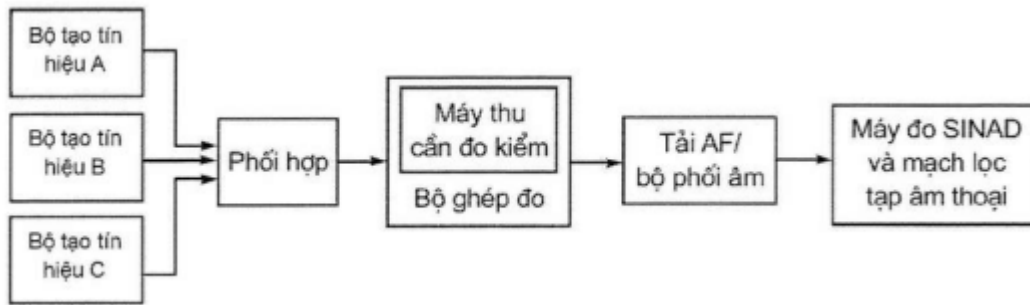 Bộ tạo tín
hiệu A
Bộ tạo tín
hiệu B
Bộ tạo tín
hiệu C
Phối hợp
Máy thu
cần đo kiểm
Bộ ghép đo
Tải AF/
bộ phối âm
Máy đo SINAD
và mạch lọc
tạp âm thoại